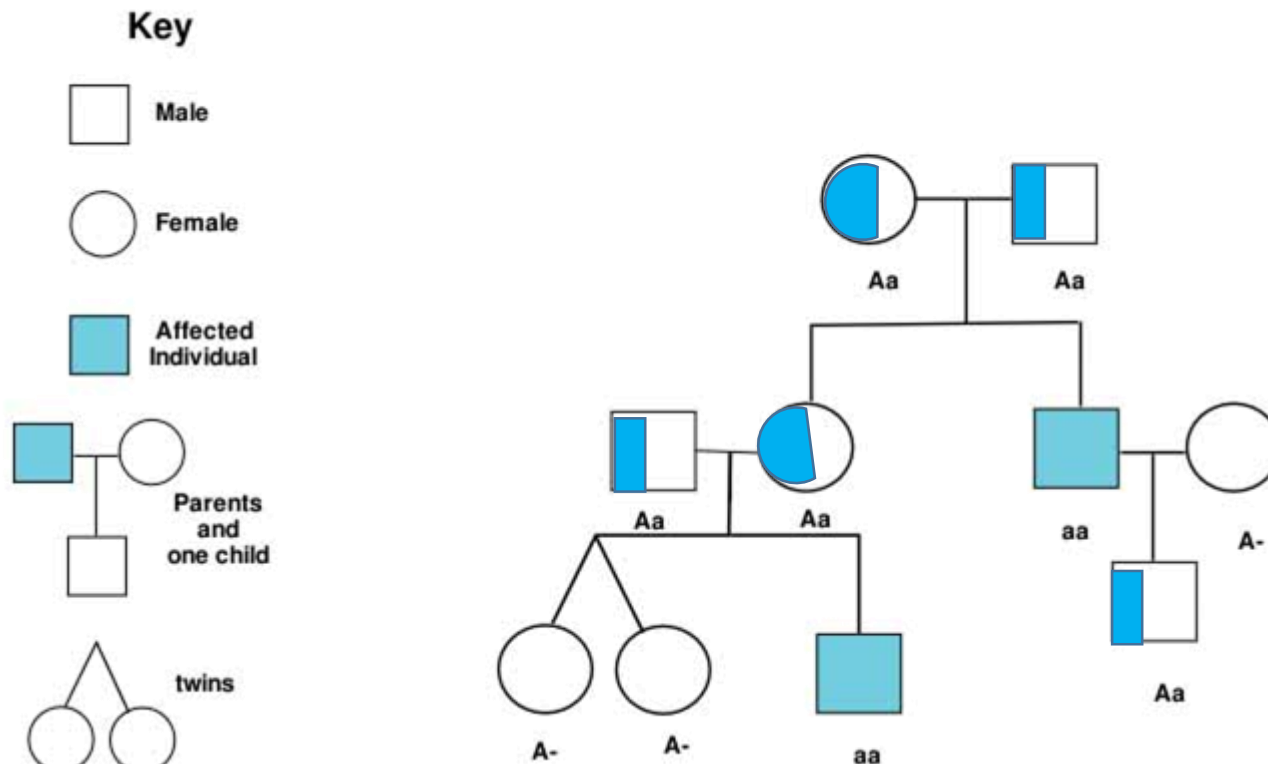 Key
Male
Female
Affected
Individual
Parents
and
one child
twins
Aa
Aa
Aa
Aa
aa
A-
Aa
A-
A-
aa